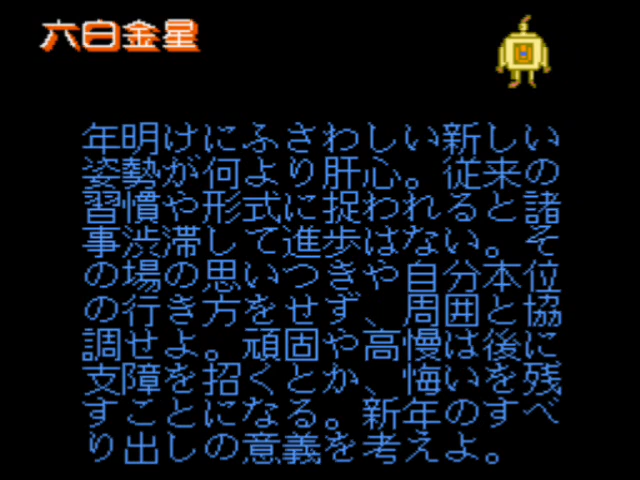 六白金星
年明けにふさわしい新しい
姿勢が何より肝心。従来の
習慣や形式に捉われると諸
事渋滞して進歩はない。そ
の場の思いつきや自分本位
の行き方をせず、周囲と協
調せよ。頑固や高慢は後に
支障を招くとか、悔いを残
すことになる。新年のすべ
り出しの意義を考えよ。